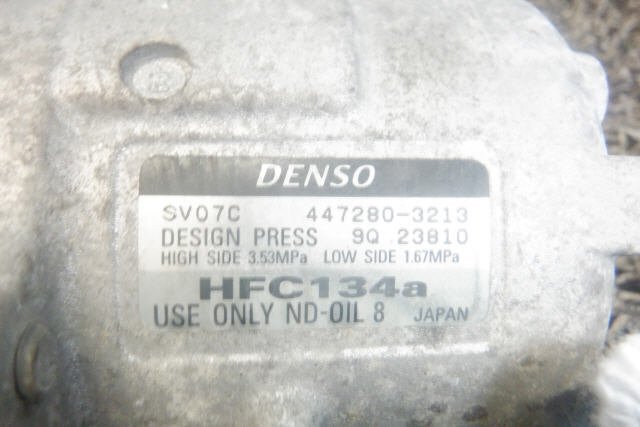 DENSO
SV07C 447280-3213
DESIGN PRESS 9Q 23810
HIGH SIDE 3.53MPa LOW SIDE 1.67MPa
HFC134a
USE ONLY ND-OIL 8 JAPAN